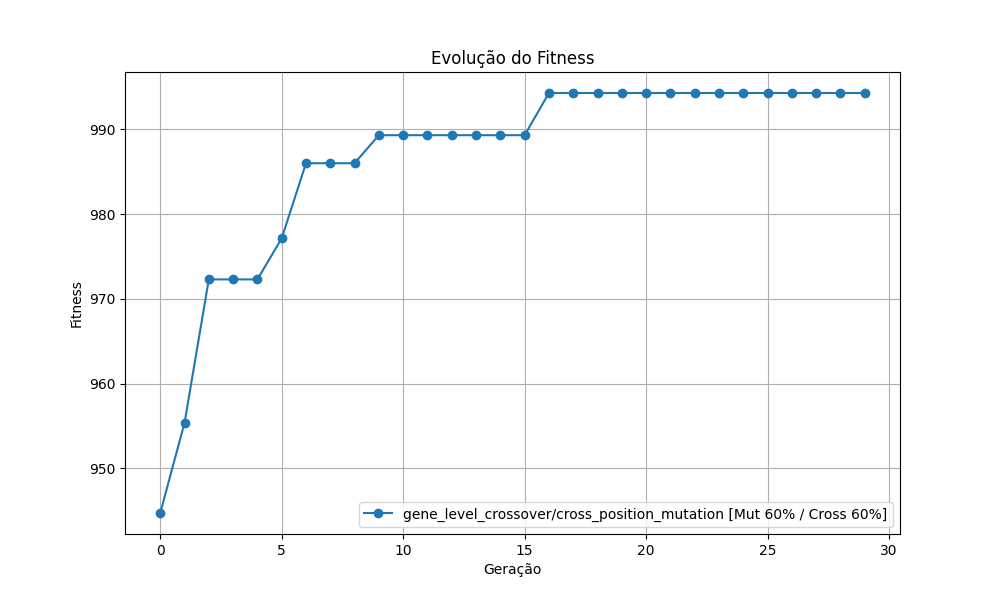 Evolução do Fitness
Fitness
990
980
970
960
950
gene_level_crossover/cross_position_mutation [Mut 60% / Cross 60%]
0 5 10 15 20 25 30
Geração